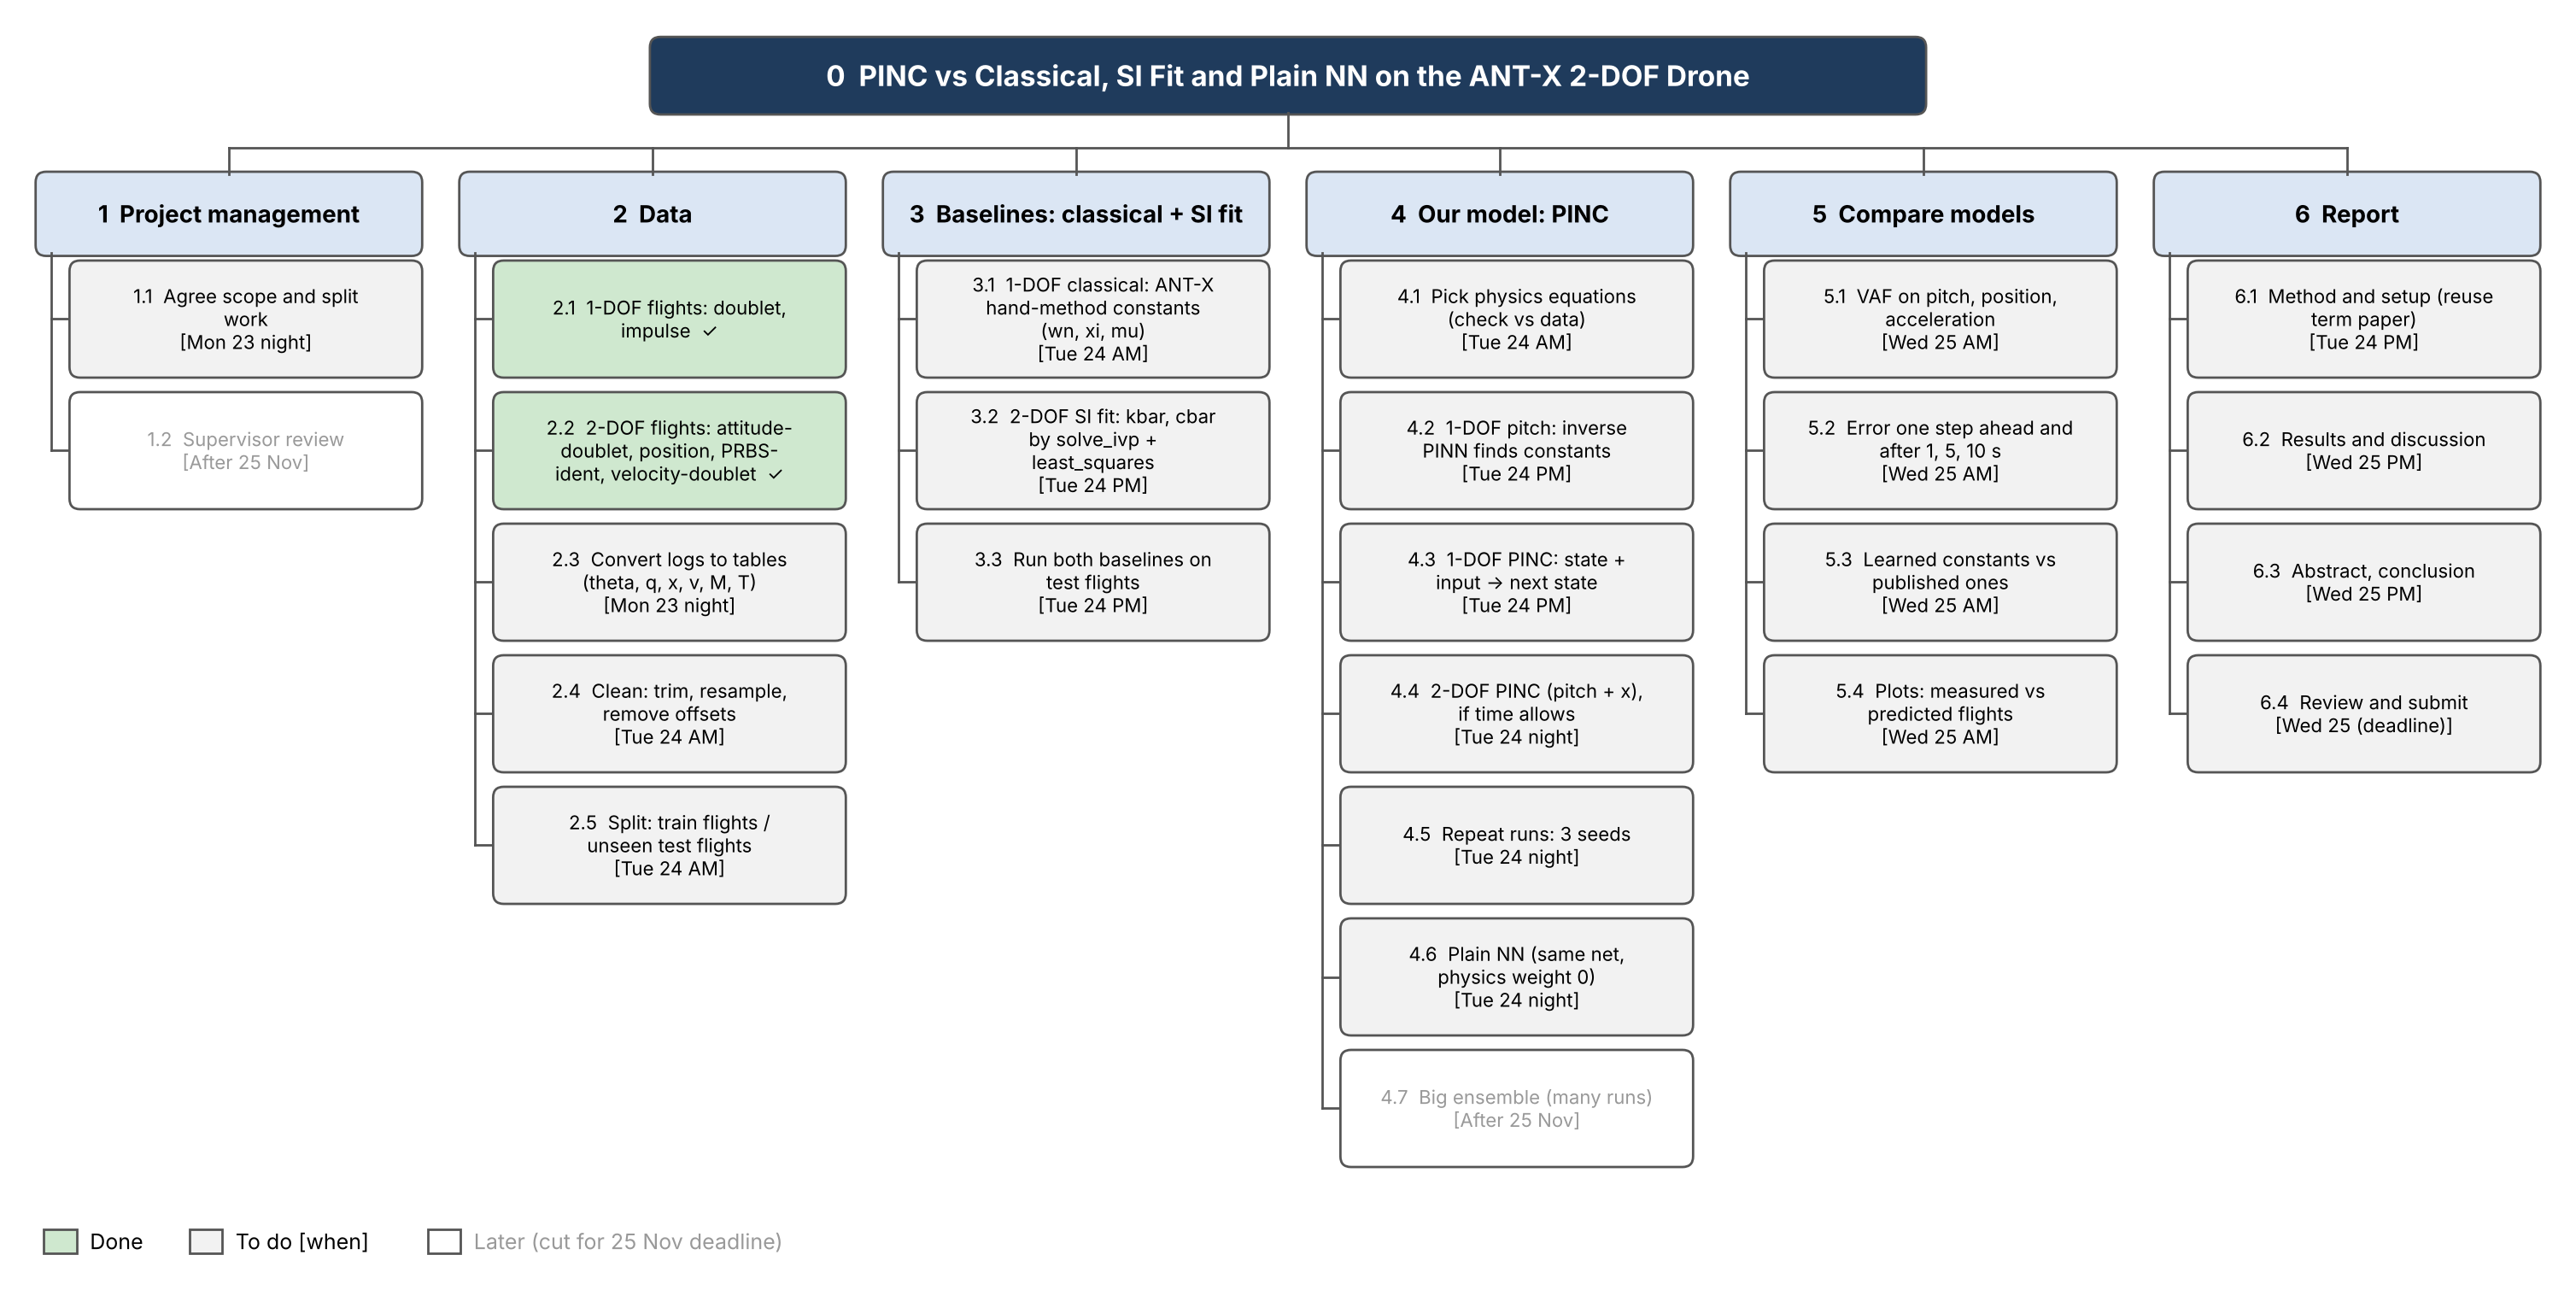 0 PINC vs Classical, SI Fit and Plain NN on the ANT-X 2-DOF Drone
1 Project management
1.1 Agree scope and split
work
[Mon 23 night]
1.2 Supervisor review
[After 25 Nov]
2 Data
2.1 1-DOF flights: doublet,
impulse ✓
2.2 2-DOF flights: attitude-
doublet, position, PRBS-
ident, velocity-doublet ✓
2.3 Convert logs to tables
(theta, q, x, v, M, T)
[Mon 23 night]
2.4 Clean: trim, resample,
remove offsets
[Tue 24 AM]
2.5 Split: train flights /
unseen test flights
[Tue 24 AM]
3 Baselines: classical + SI fit
3.1 1-DOF classical: ANT-X
hand-method constants
(wn, xi, mu)
[Tue 24 AM]
3.2 2-DOF SI fit: kbar, cbar
by solve_ivp +
least_squares
[Tue 24 PM]
3.3 Run both baselines on
test flights
[Tue 24 PM]
4 Our model: PINC
4.1 Pick physics equations
(check vs data)
[Tue 24 AM]
4.2 1-DOF pitch: inverse
PINN finds constants
[Tue 24 PM]
4.3 1-DOF PINC: state +
input → next state
[Tue 24 PM]
4.4 2-DOF PINC (pitch + x),
if time allows
[Tue 24 night]
4.5 Repeat runs: 3 seeds
[Tue 24 night]
4.6 Plain NN (same net,
physics weight 0)
[Tue 24 night]
4.7 Big ensemble (many runs)
[After 25 Nov]
5 Compare models
5.1 VAF on pitch, position,
acceleration
[Wed 25 AM]
5.2 Error one step ahead and
after 1, 5, 10 s
[Wed 25 AM]
5.3 Learned constants vs
published ones
[Wed 25 AM]
5.4 Plots: measured vs
predicted flights
[Wed 25 AM]
6 Report
6.1 Method and setup (reuse
term paper)
[Tue 24 PM]
6.2 Results and discussion
[Wed 25 PM]
6.3 Abstract, conclusion
[Wed 25 PM]
6.4 Review and submit
[Wed 25 (deadline)]
Done
To do [when]
Later (cut for 25 Nov deadline)